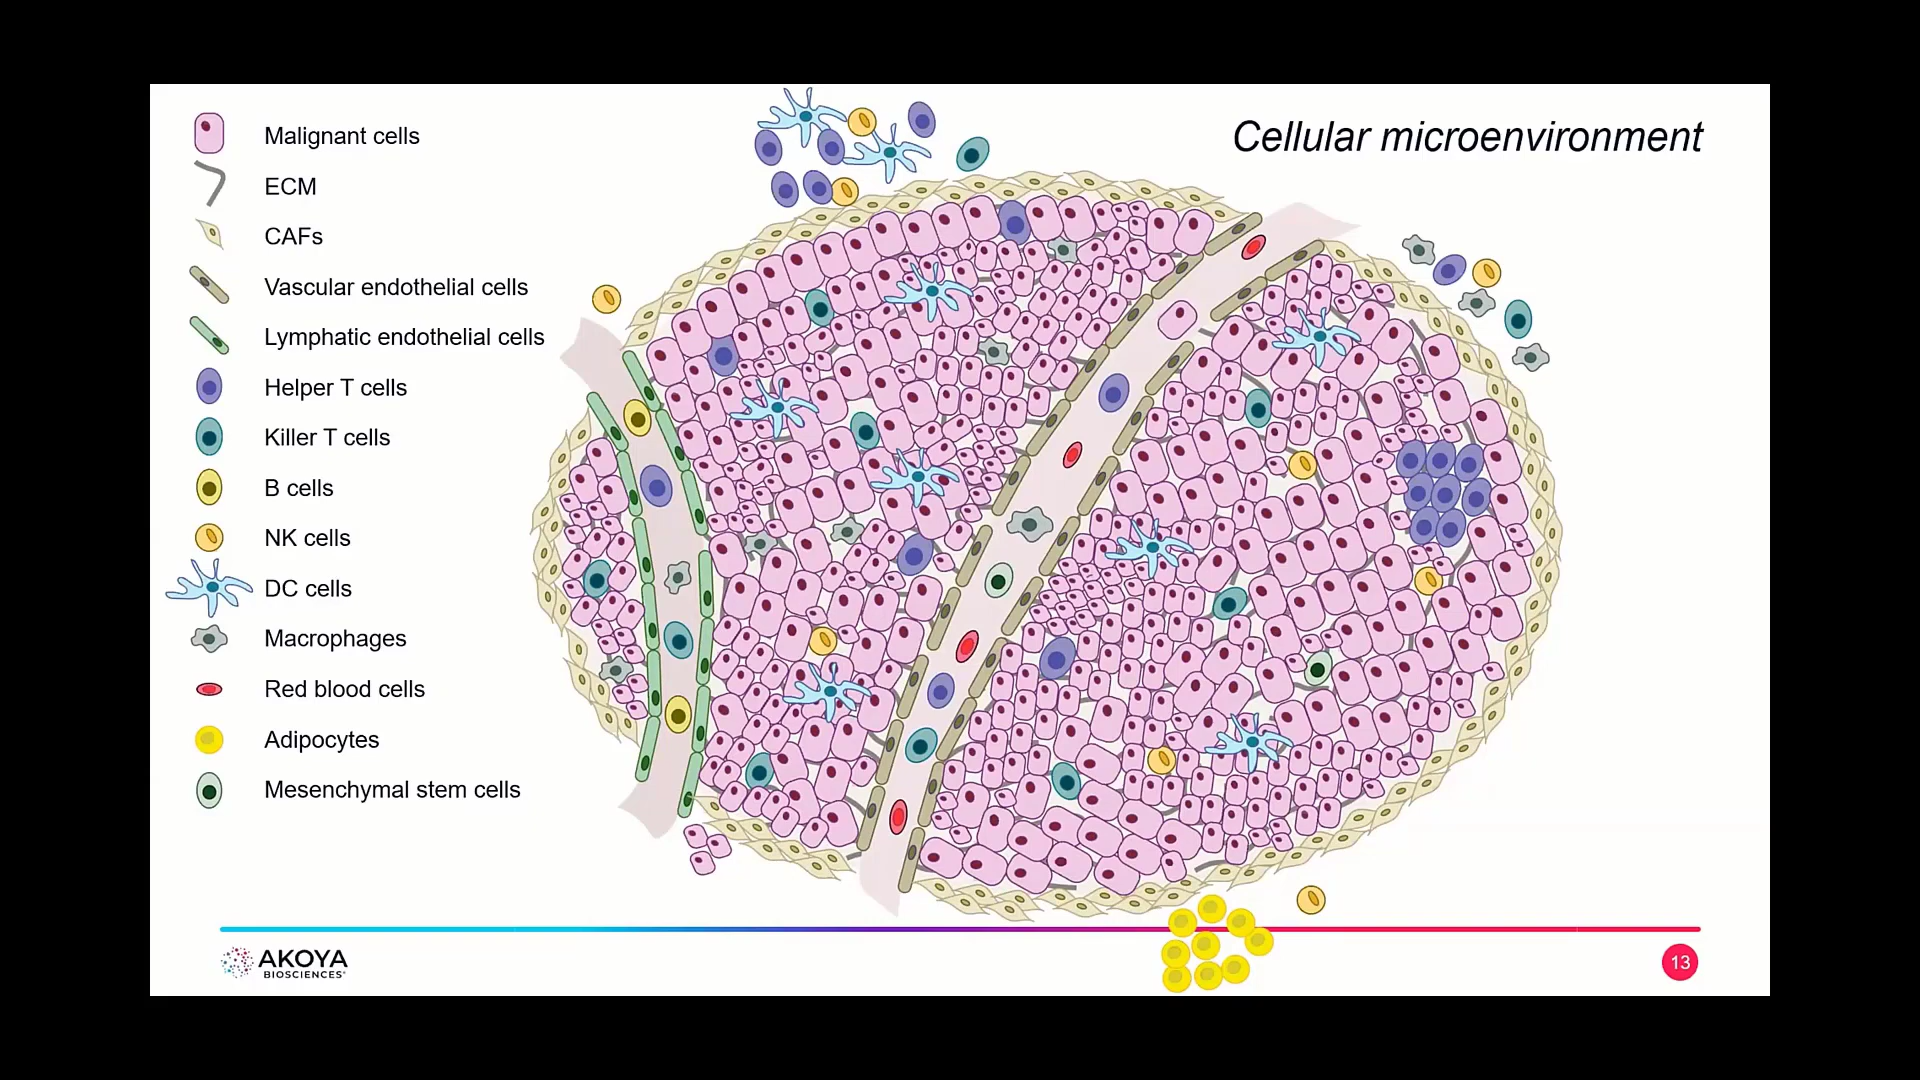 Cellular microenvironment
Malignant cells
ECM
CAFs
Vascular endothelial cells
Lymphatic endothelial cells
Helper T cells
Killer T cells
B cells
NK cells
DC cells
Macrophages
Red blood cells
Adipocytes
Mesenchymal stem cells
AKOYA
BIOSCIENCES
13